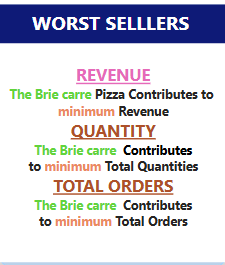 WORST SELLLERS
REVENUE
The Brie carre Pizza Contributes to
minimum Revenue
QUANTITY
The Brie carre Contributes
to minimum Total Quantities
TOTAL ORDERS
The Brie carre Contributes
to minimum Total Orders